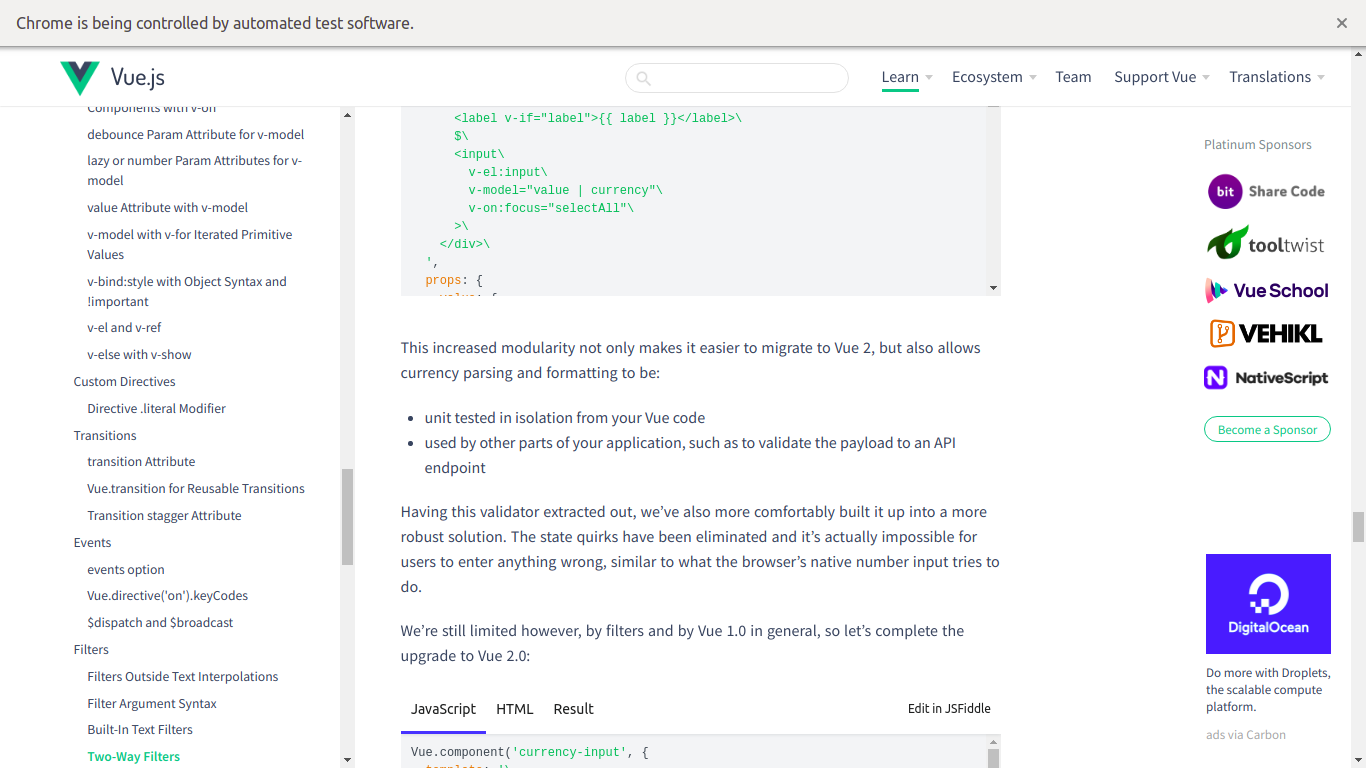 Chrome is being controlled by automated test software.
Vue.js
Learn
Ecosystem
Team
Support Vue
Translations
Components with v-on
debounce Param Attribute for v-model
lazy or number Param Attributes for v-
model
value Attribute with v-model
v-model with v-for Iterated Primitive
Values
v-bind:style with Object Syntax and
!important
v-el and v-ref
v-else with v-show
Custom Directives
Directive .literal Modifier
Transitions
transition Attribute
Vue.transition for Reusable Transitions
Transition stagger Attribute
Events
events option
Vue.directive('on').keyCodes
$dispatch and $broadcast
Filters
Filters Outside Text Interpolations
Filter Argument Syntax
Built-In Text Filters
Two-Way Filters
<label v-if="label">{{ label }}</label>\
$\
<input\
v-el:input\
v-model="value | currency"\
v-on:focus="selectAll"\
>\
</div>\
',
props: {
value: {
This increased modularity not only makes it easier to migrate to Vue 2, but also allows
currency parsing and formatting to be:
• unit tested in isolation from your Vue code
• used by other parts of your application, such as to validate the payload to an API
endpoint
Having this validator extracted out, we’ve also more comfortably built it up into a more
robust solution. The state quirks have been eliminated and it’s actually impossible for
users to enter anything wrong, similar to what the browser’s native number input tries to
do.
We’re still limited however, by filters and by Vue 1.0 in general, so let’s complete the
upgrade to Vue 2.0:
JavaScript
HTML
Result
Edit in JSFiddle
Vue.component('currency-input', {
Platinum Sponsors
bit Share Code
tooltwist
Vue School
VEHIKL
NativeScript
Become a Sponsor
DigitalOcean
Do more with Droplets,
the scalable compute
platform.
ads via Carbon